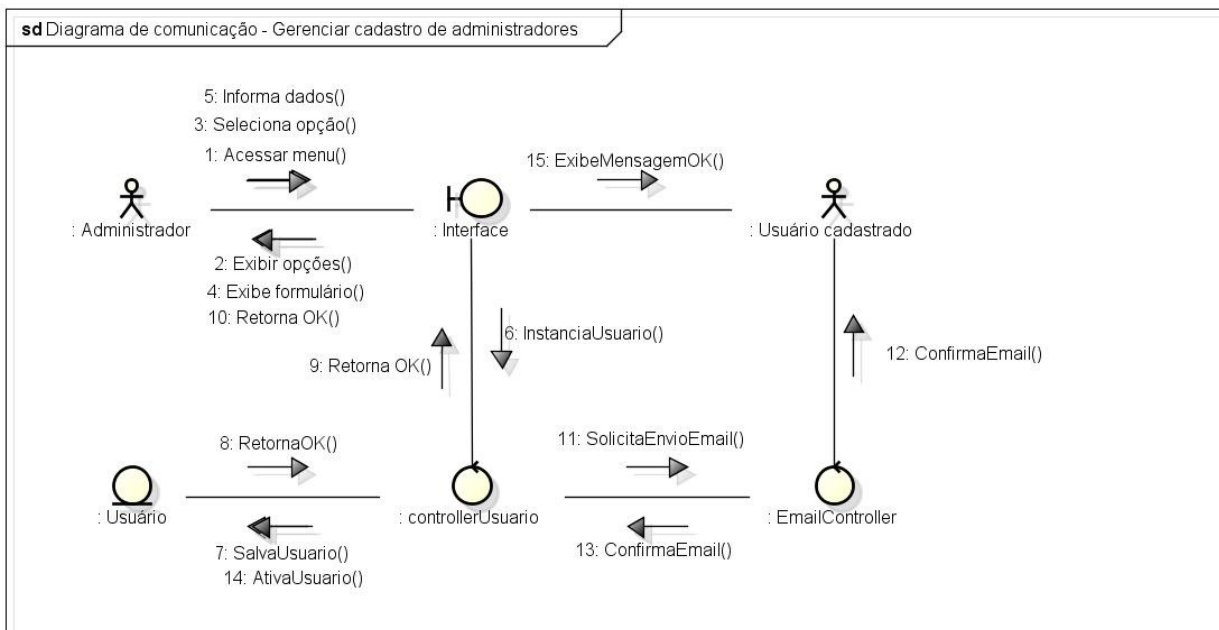 sd Diagrama de comunicação - Gerenciar cadastro de administradores
5: Informa dados()
3: Seleciona opção()
1: Acessar menu()
15: ExibeMensagemOK()
: Administrador
: Interface
: Usuário cadastrado
2: Exibir opções()
4: Exibe formulário()
10: Retorna OK()
6: InstanciaUsuario()
9: Retorna OK()
12: ConfirmaEmail()
8: RetornaOK()
11: SolicitaEnvioEmail()
: Usuário
: controllerUsuario
: EmailController
7: SalvaUsuario()
14: AtivaUsuario()
13: ConfirmaEmail()